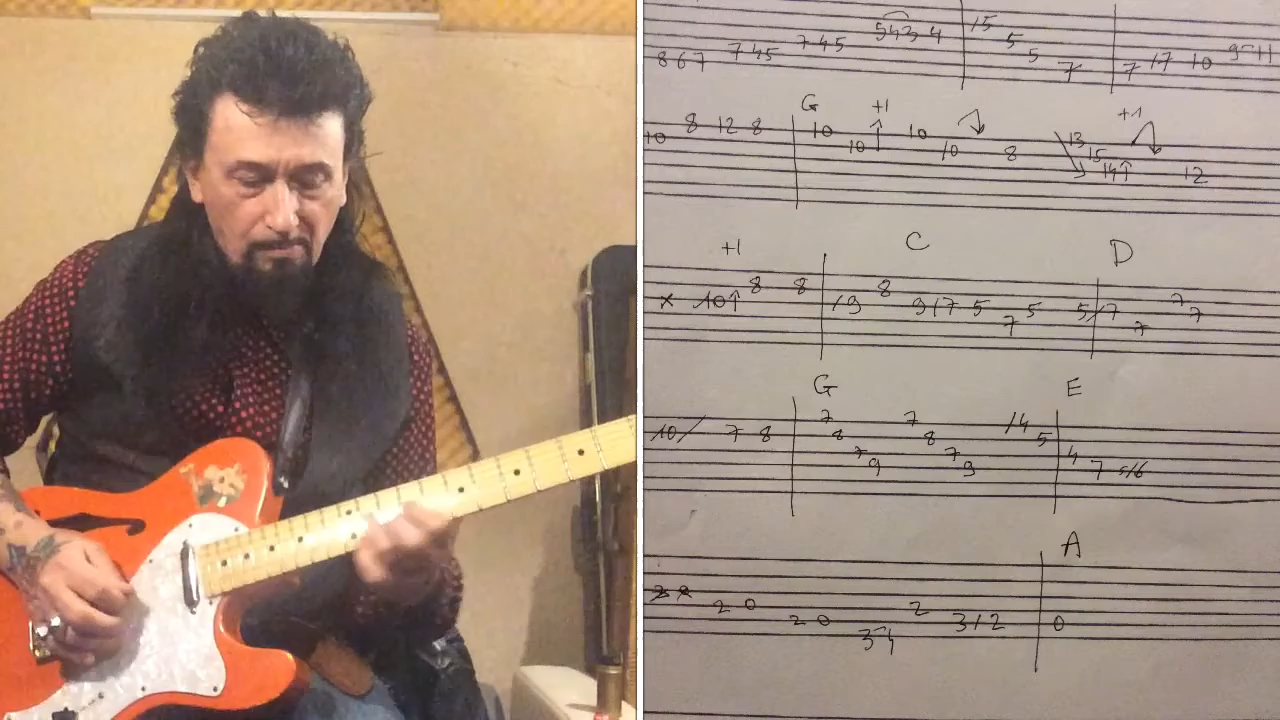 5 4 3 4 15 5
8 6 7 7 4 5 7 4 5 5 7 7 17 10 9 11
G +1 +1
10 8 12 8 10 10 10 10 8 13 15 14 12
+1 C D
x 10 8 8 /9 8 9/7 5 7 5 5/7 7 7 7
G E
10/ 7 8 7 8 7 9 7 8 7 9 /4 5 4 7 5/6
A
2 0 2 0 3 4 2 3/2 0